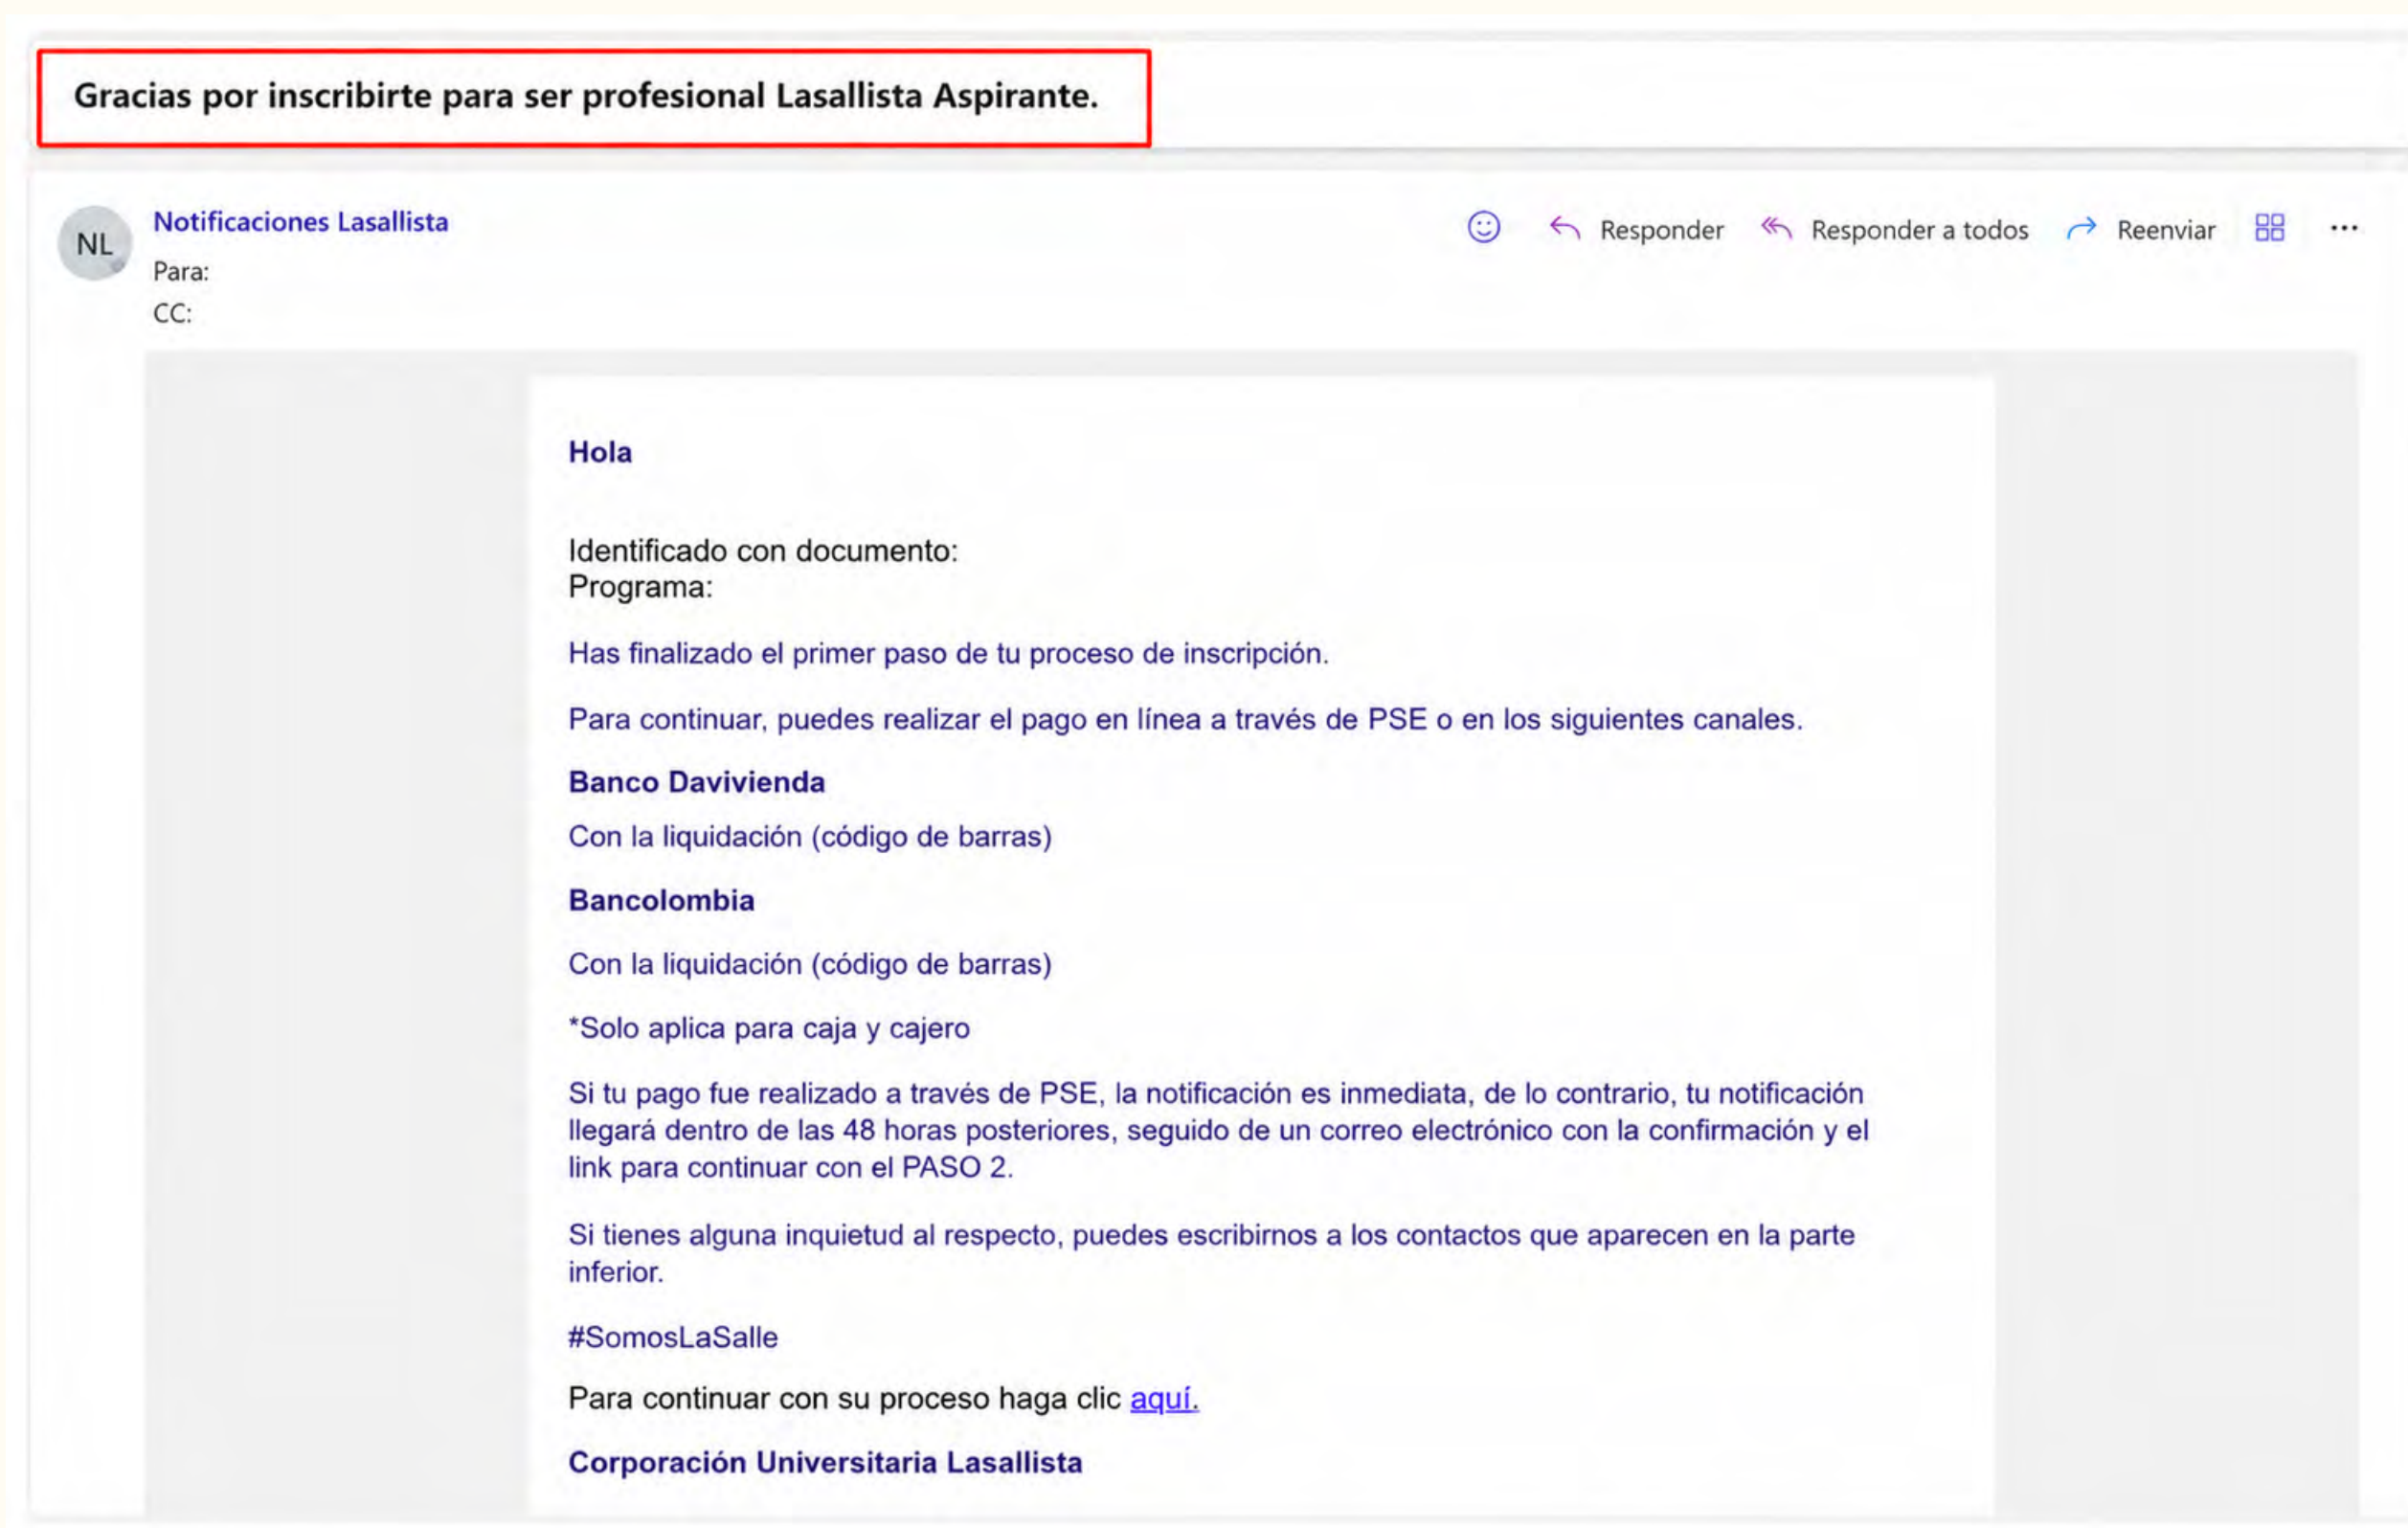 Gracias por inscribirte para ser profesional Lasallista Aspirante.
NL
Notificaciones Lasallista
Responder
Responder a todos
Reenviar
Para:
CC:
Hola
Identificado con documento:
Programa:
Has finalizado el primer paso de tu proceso de inscripción.
Para continuar, puedes realizar el pago en línea a través de PSE o en los siguientes canales.
Banco Davivienda
Con la liquidación (código de barras)
Bancolombia
Con la liquidación (código de barras)
*Solo aplica para caja y cajero
Si tu pago fue realizado a través de PSE, la notificación es inmediata, de lo contrario, tu notificación
llegará dentro de las 48 horas posteriores, seguido de un correo electrónico con la confirmación y el
link para continuar con el PASO 2.
Si tienes alguna inquietud al respecto, puedes escribirnos a los contactos que aparecen en la parte
inferior.
#SomosLaSalle
Para continuar con su proceso haga clic aquí.
Corporación Universitaria Lasallista